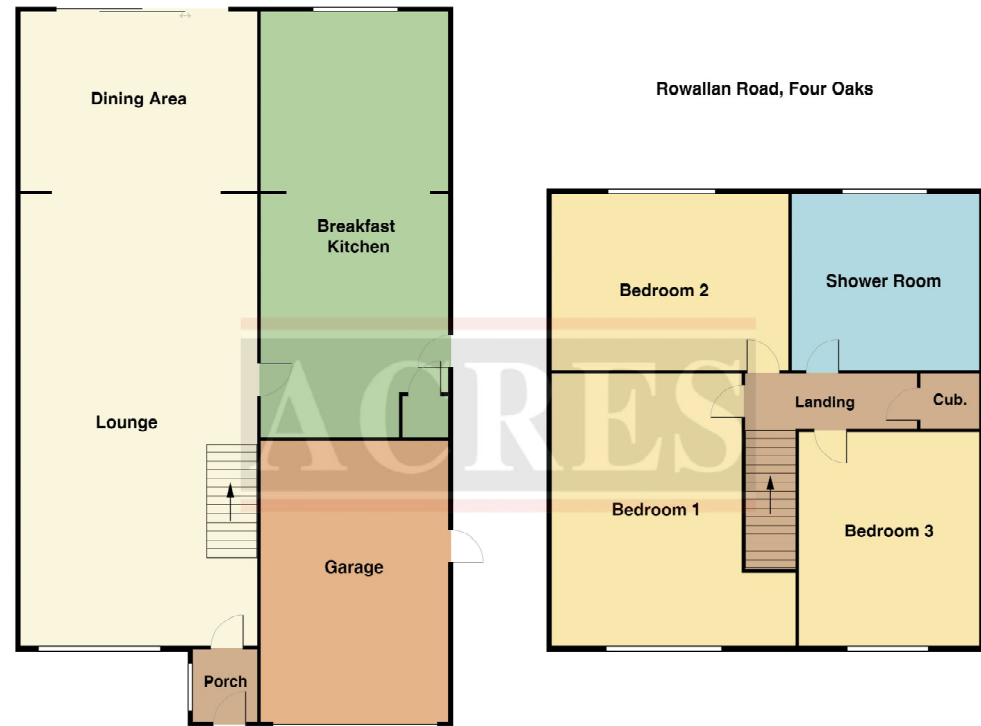 Rowallan Road, Four Oaks
Dining Area
Breakfast
Kitchen
Lounge
Garage
Porch
Bedroom 2
Shower Room
Landing
Cub.
Bedroom 1
Bedroom 3
ACRES